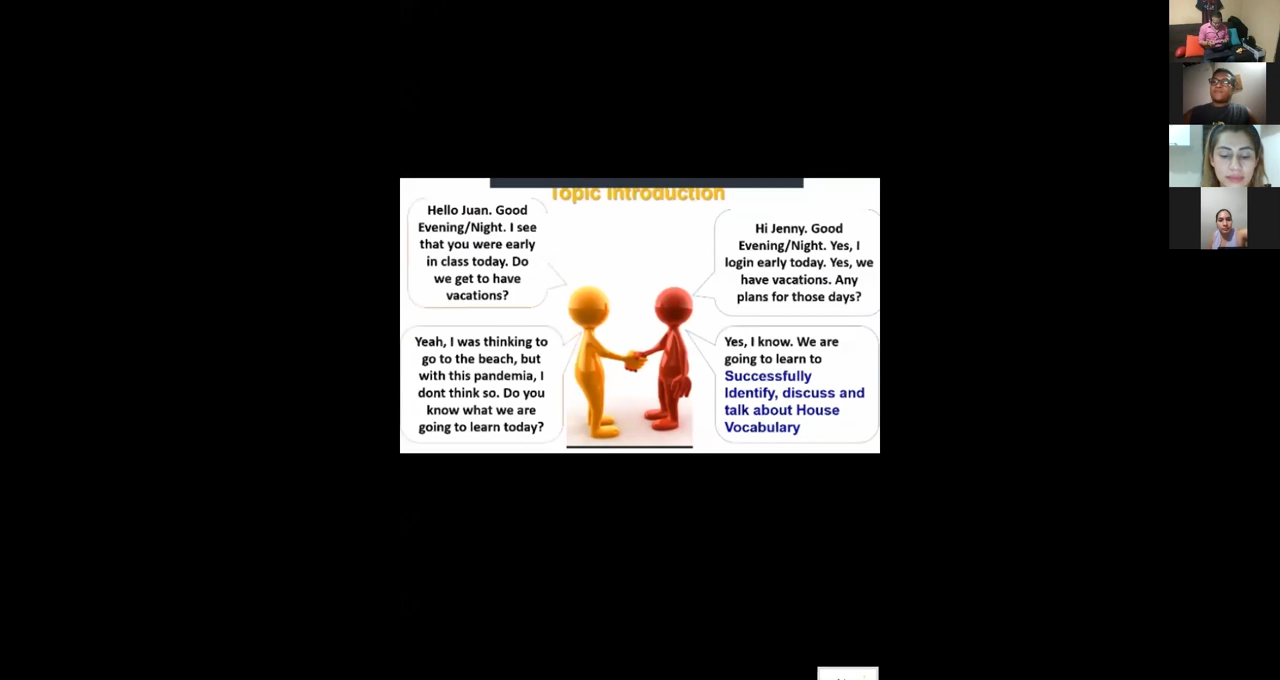 Topic Introduction
Hello Juan. Good
Evening/Night. I see
that you were early
in class today. Do
we get to have
vacations?
Hi Jenny. Good
Evening/Night. Yes, I
login early today. Yes, we
have vacations. Any
plans for those days?
Yeah, I was thinking to
go to the beach, but
with this pandemia, I
dont think so. Do you
know what we are
going to learn today?
Yes, I know. We are
going to learn to
Successfully
Identify, discuss and
talk about House
Vocabulary